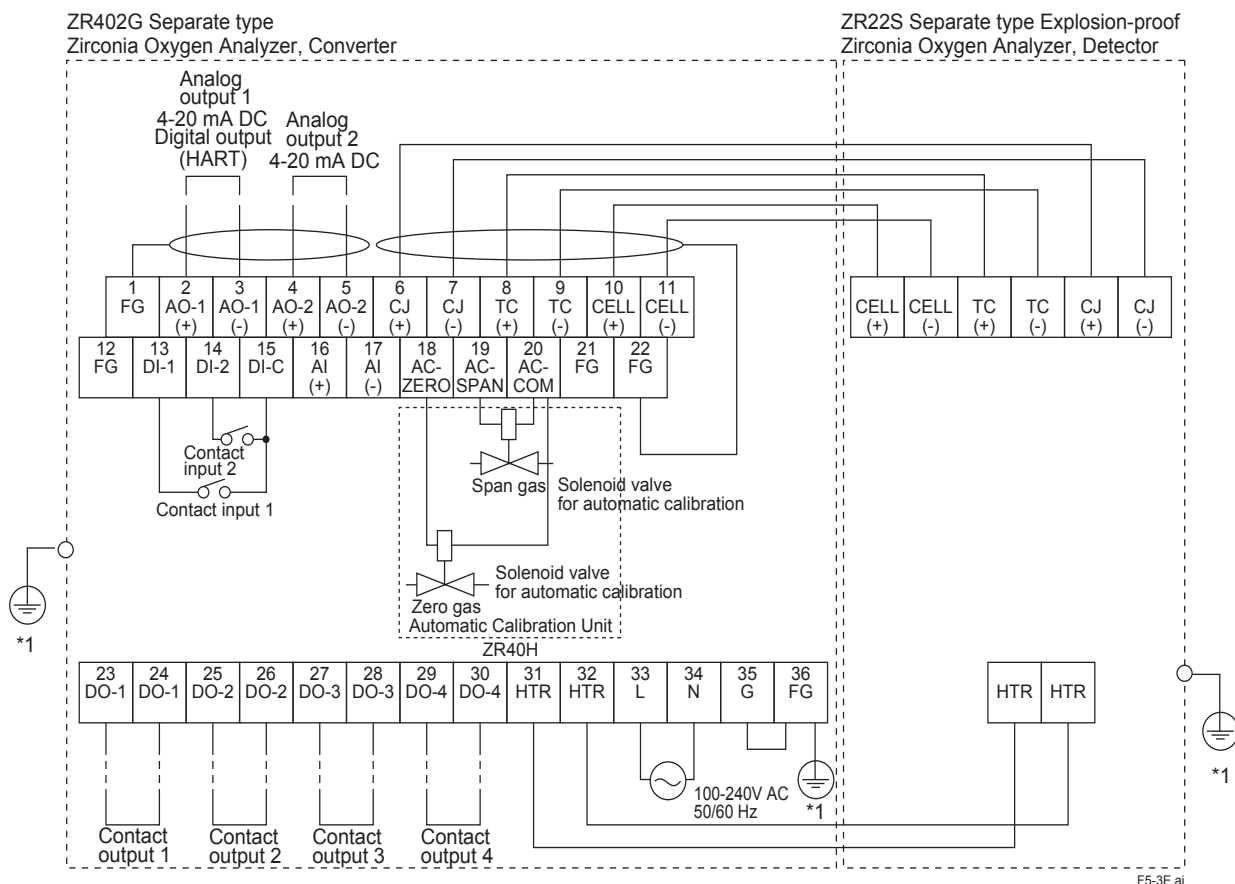 ZR402G Separate type
Zirconia Oxygen Analyzer, Converter
ZR22S Separate type Explosion-proof
Zirconia Oxygen Analyzer, Detector
Analog
output 1
4-20 mA DC
Digital output
(HART)
Analog
output 2
4-20 mA DC
1 2 3 4 5 6 7 8 9 10 11
FG AO-1 AO-1 AO-2 AO-2 CJ CJ TC TC CELL CELL
(+) (-) (+) (-) (+) (-) (+) (-) (+) (-)
CELL CELL TC TC CJ CJ
(+) (-) (+) (-) (+) (-)
12 13 14 15 16 17 18 19 20 21 22
FG DI-1 DI-2 DI-C AI AI AC- AC- AC- FG FG
(+) (-) ZERO SPAN COM
Contact
input 2
Contact input 1
Span gas
Solenoid valve
for automatic calibration
Solenoid valve
for automatic calibration
Zero gas
Automatic Calibration Unit
ZR40H
*1
23 24 25 26 27 28 29 30 31 32 33 34 35 36
DO-1 DO-1 DO-2 DO-2 DO-3 DO-3 DO-4 DO-4 HTR HTR L N G FG
HTR HTR
*1
100-240V AC
50/60 Hz
*1
Contact
output 1
Contact
output 2
Contact
output 3
Contact
output 4
F5-3E.ai